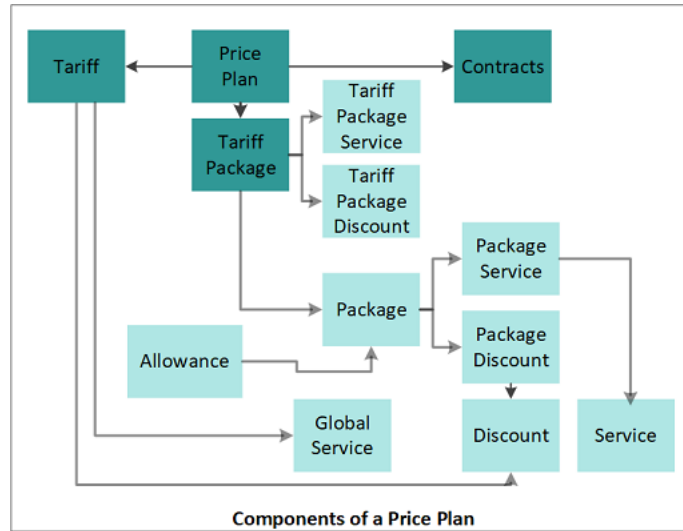 Tariff
Price
Plan
Contracts
Tariff
Package
Service
Tariff
Package
Tariff
Package
Discount
Package
Service
Package
Package
Discount
Allowance
Global
Service
Discount
Service
Components of a Price Plan